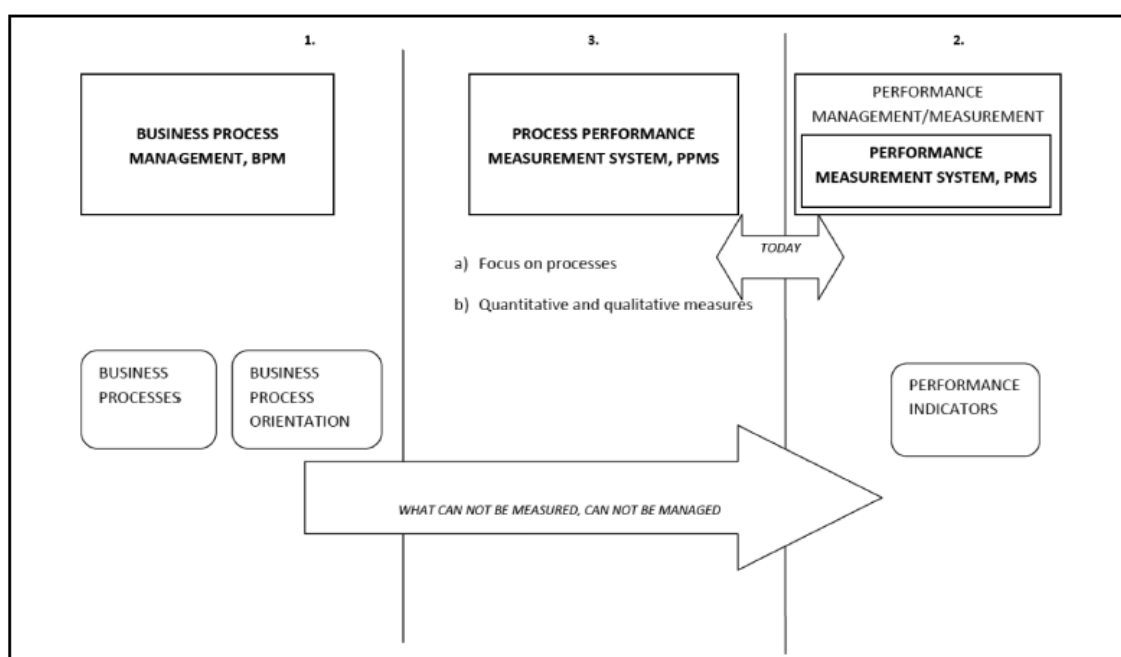 1.
3.
2.
BUSINESS PROCESS
MANAGEMENT, BPM
PROCESS PERFORMANCE
MEASUREMENT SYSTEM, PPMS
PERFORMANCE
MANAGEMENT/MEASUREMENT
PERFORMANCE
MEASUREMENT SYSTEM, PMS
TODAY
a) Focus on processes
b) Quantitative and qualitative measures
BUSINESS
PROCESSES
BUSINESS
PROCESS
ORIENTATION
PERFORMANCE
INDICATORS
WHAT CAN NOT BE MEASURED, CAN NOT BE MANAGED